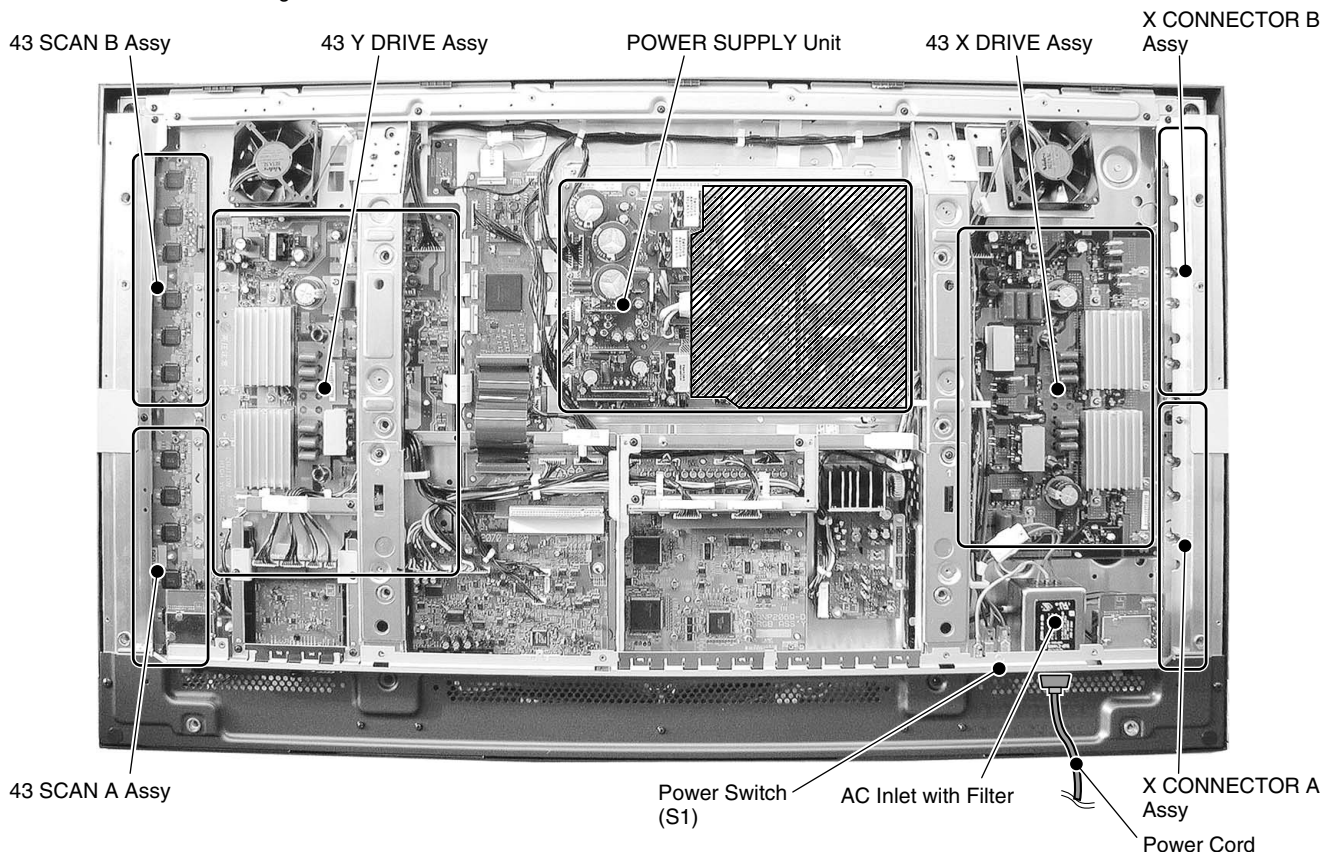 X CONNECTOR B
Assy
43 SCAN B Assy
43 Y DRIVE Assy
POWER SUPPLY Unit
43 X DRIVE Assy
43 SCAN A Assy
Power Switch
(S1)
AC Inlet with Filter
X CONNECTOR A
Assy
Power Cord